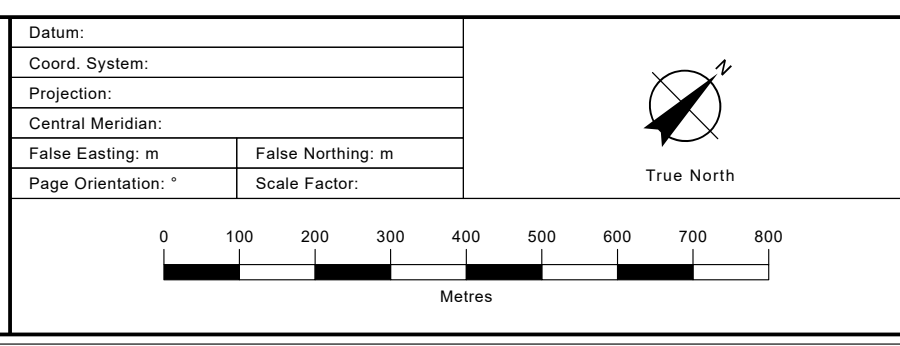 Datum:
Coord. System:
Projection:
Central Meridian:
False Easting: m False Northing: m
Page Orientation: ° Scale Factor:
N
True North
0 100 200 300 400 500 600 700 800
Metres